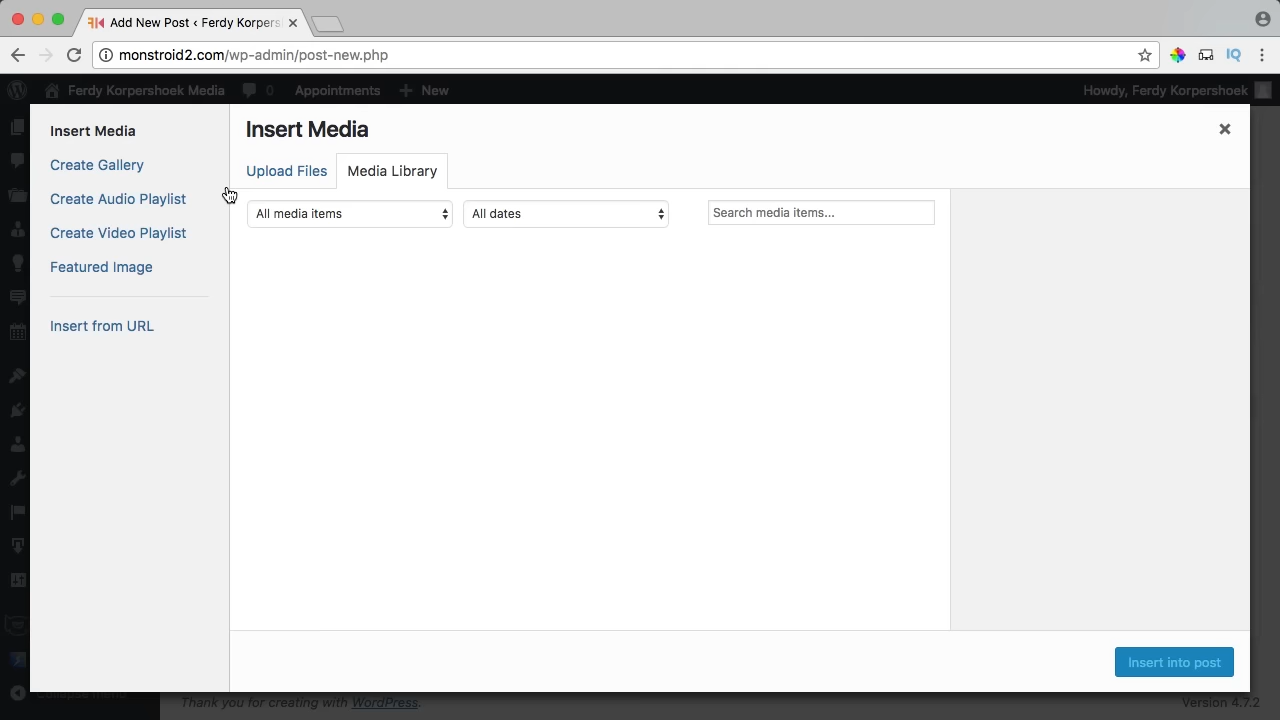 Add New Post ‹ Ferdy Korpers
monstroid2.com/wp-admin/post-new.php
Ferdy Korpershoek Media
0
Appointments
New
Howdy, Ferdy Korpershoek
Insert Media
Create Gallery
Create Audio Playlist
Create Video Playlist
Featured Image
Insert from URL
Insert Media
Upload Files
Media Library
All media items
All dates
Search media items...
Insert into post
Collapse menu
Thank you for creating with WordPress.
Version 4.7.2